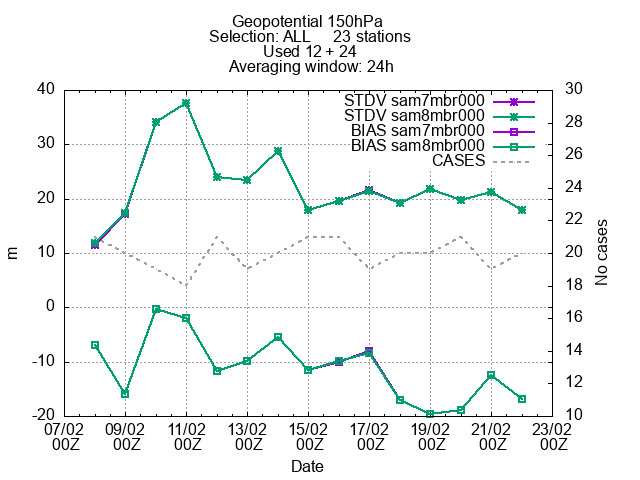 Geopotential 150hPa
Selection: ALL 23 stations
Used 12 + 24
Averaging window: 24h
STDV sam7mbr000
STDV sam8mbr000
BIAS sam7mbr000
BIAS sam8mbr000
CASES
40
30
20
10
0
-10
-20
m
30
28
26
24
22
20
18
16
14
12
10
No cases
07/02 09/02 11/02 13/02 15/02 17/02 19/02 21/02 23/02
00Z 00Z 00Z 00Z 00Z 00Z 00Z 00Z 00Z
Date